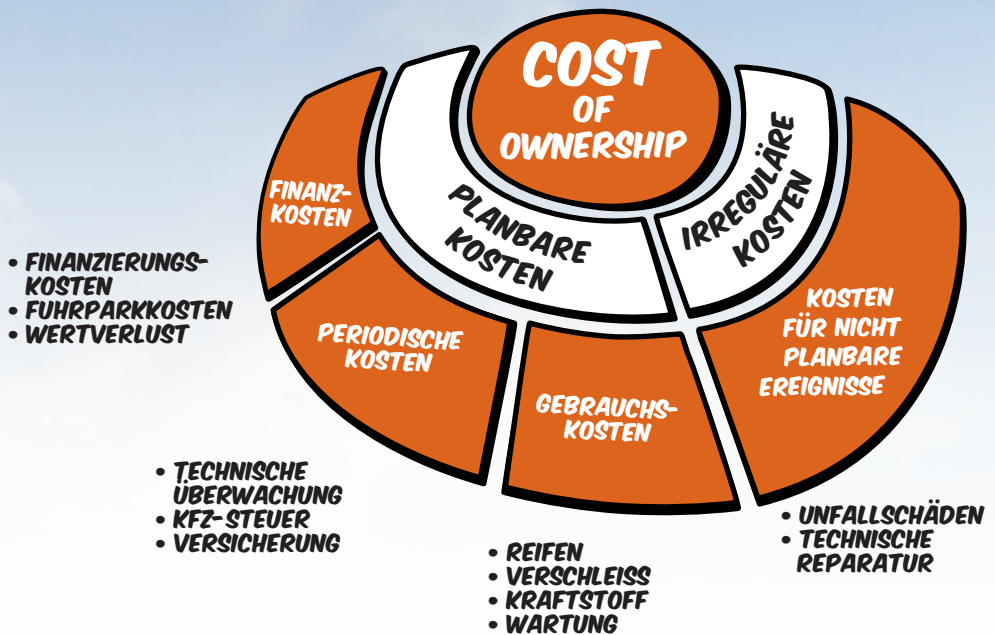 COST
OF
OWNERSHIP
PLANBARE
KOSTEN
IRREGULÄRE
KOSTEN
FINANZ-
KOSTEN
• FINANZIERUNGS-
KOSTEN
• FUHRPARKKOSTEN
• WERTVERLUST
PERIODISCHE
KOSTEN
• TECHNISCHE
ÜBERWACHUNG
• KFZ-STEUER
• VERSICHERUNG
GEBRAUCHS-
KOSTEN
• REIFEN
• VERSCHLEISS
• KRAFTSTOFF
• WARTUNG
KOSTEN
FÜR NICHT
PLANBARE
EREIGNISSE
• UNFALLSCHÄDEN
• TECHNISCHE
REPARATUR